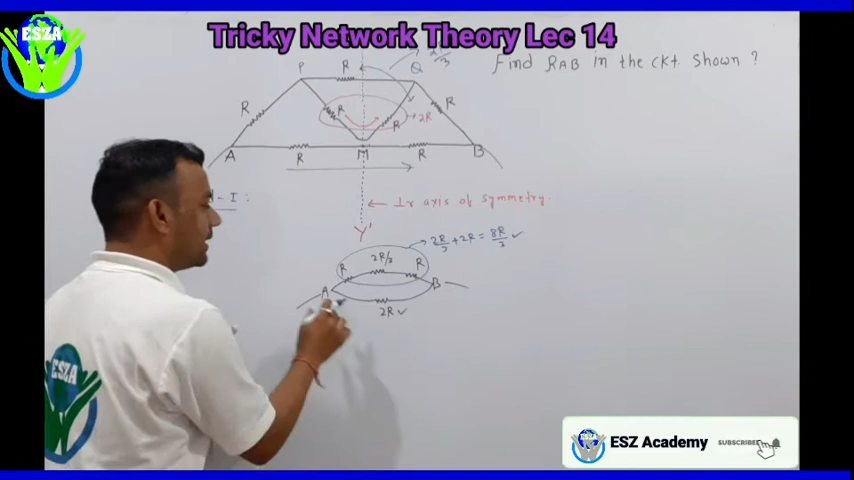 Tricky Network Theory Lec 14
ESZA
Find RAB in the ckt. Shown ?
P
R
Q
R
R
R
R
2R
A
R
M
R
B
- I :
⊥r axis of symmetry
Y'
2R/3 + 2R = 8R/3 ✓
R
2R/3
R
A
B
2R ✓
ESZA
ESZ Academy
SUBSCRIBE